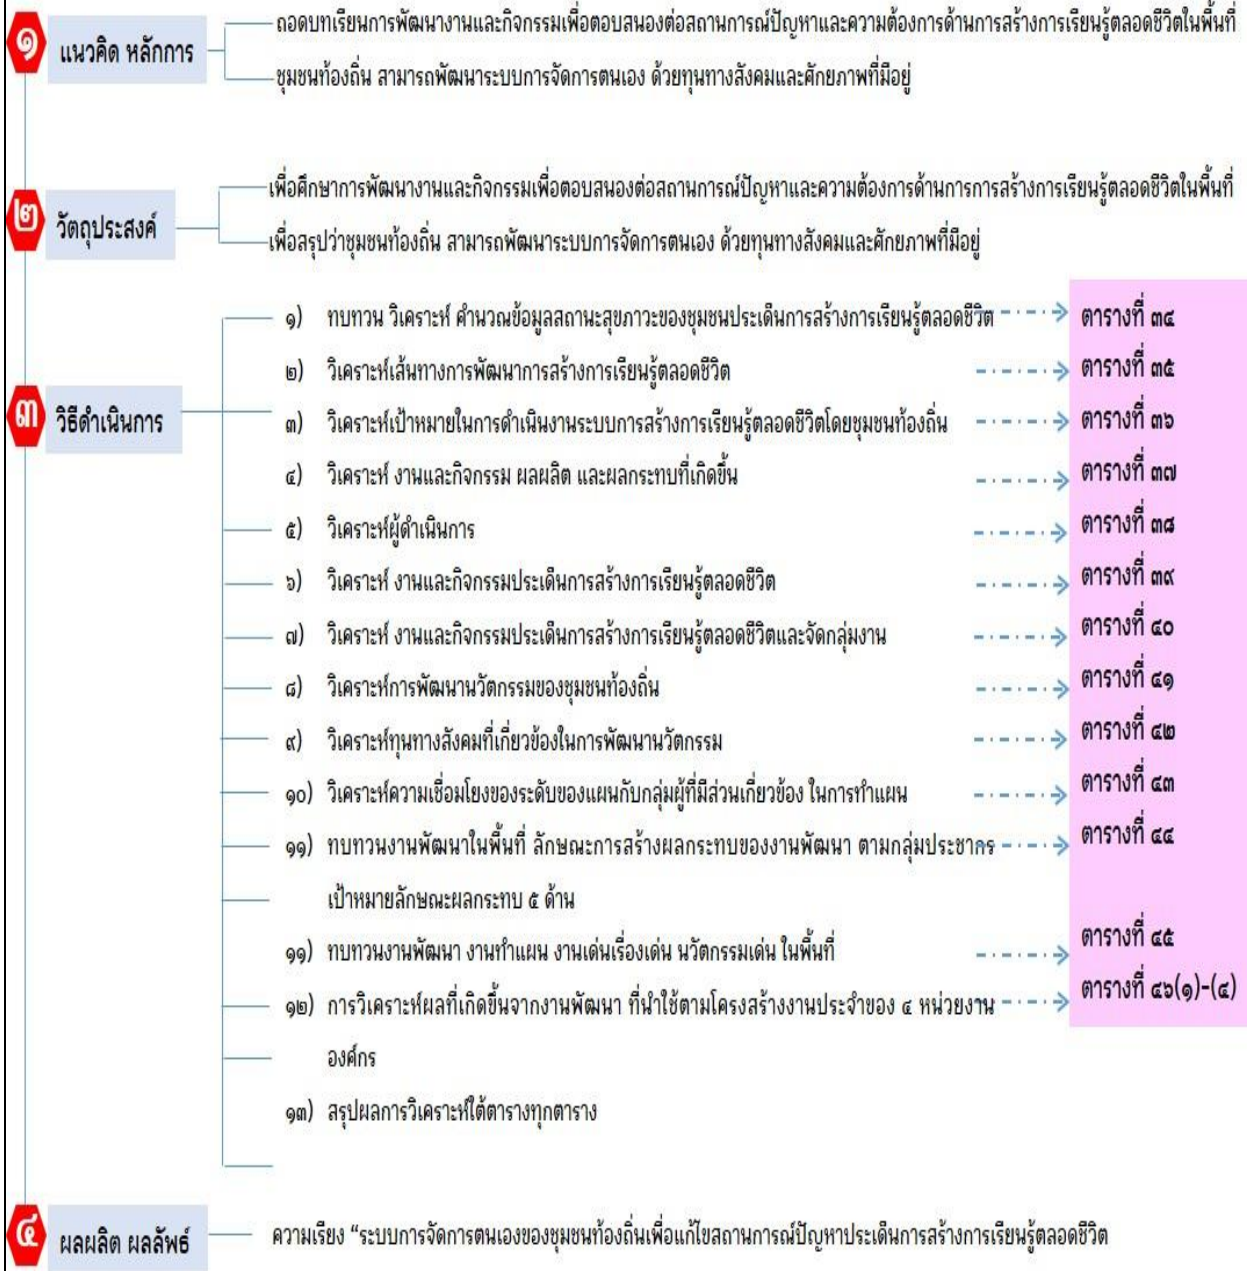 ๑ แนวคิด หลักการ
ถอดบทเรียนการพัฒนางานและกิจกรรมเพื่อตอบสนองต่อสถานการณ์ปัญหาและความต้องการด้านการสร้างการเรียนรู้ตลอดชีวิตในพื้นที่
ชุมชนท้องถิ่น สามารถพัฒนาระบบการจัดการตนเอง ด้วยทุนทางสังคมและศักยภาพที่มีอยู่
๒ วัตถุประสงค์
เพื่อศึกษาการพัฒนางานและกิจกรรมเพื่อตอบสนองต่อสถานการณ์ปัญหาและความต้องการด้านการการสร้างการเรียนรู้ตลอดชีวิตในพื้นที่
เพื่อสรุปว่าชุมชนท้องถิ่น สามารถพัฒนาระบบการจัดการตนเอง ด้วยทุนทางสังคมและศักยภาพที่มีอยู่
๓ วิธีดำเนินการ
๑) ทบทวน วิเคราะห์ คำนวณข้อมูลสถานะสุขภาวะของชุมชนประเด็นการสร้างการเรียนรู้ตลอดชีวิต ตารางที่ ๓๔
๒) วิเคราะห์เส้นทางการพัฒนาการสร้างการเรียนรู้ตลอดชีวิต ตารางที่ ๓๕
๓) วิเคราะห์เป้าหมายในการดำเนินงานระบบการสร้างการเรียนรู้ตลอดชีวิตโดยชุมชนท้องถิ่น ตารางที่ ๓๖
๔) วิเคราะห์ งานและกิจกรรม ผลผลิต และผลกระทบที่เกิดขึ้น ตารางที่ ๓๗
๕) วิเคราะห์ผู้ดำเนินการ ตารางที่ ๓๘
๖) วิเคราะห์ งานและกิจกรรมประเด็นการสร้างการเรียนรู้ตลอดชีวิต ตารางที่ ๓๙
๗) วิเคราะห์ งานและกิจกรรมประเด็นการสร้างการเรียนรู้ตลอดชีวิตและจัดกลุ่มงาน ตารางที่ ๔๐
๘) วิเคราะห์การพัฒนานวัตกรรมของชุมชนท้องถิ่น ตารางที่ ๔๑
๙) วิเคราะห์ทุนทางสังคมที่เกี่ยวข้องในการพัฒนานวัตกรรม ตารางที่ ๔๒
๑๐) วิเคราะห์ความเชื่อมโยงของระดับของแผนกับกลุ่มผู้ที่มีส่วนเกี่ยวข้อง ในการทำแผน ตารางที่ ๔๓
๑๑) ทบทวนงานพัฒนาในพื้นที่ ลักษณะการสร้างผลกระทบของงานพัฒนา ตามกลุ่มประชากร ตารางที่ ๔๔
เป้าหมายลักษณะผลกระทบ ๕ ด้าน
๑๑) ทบทวนงานพัฒนา งานทำแผน งานเด่นเรื่องเด่น นวัตกรรมเด่น ในพื้นที่ ตารางที่ ๔๕
๑๒) การวิเคราะห์ผลที่เกิดขึ้นจากงานพัฒนา ที่นำใช้ตามโครงสร้างงานประจำของ ๔ หน่วยงาน ตารางที่ ๔๖(๑)-(๔)
องค์กร
๑๓) สรุปผลการวิเคราะห์ใต้ตารางทุกตาราง
๔ ผลผลิต ผลลัพธ์
ความเรียง “ระบบการจัดการตนเองของชุมชนท้องถิ่นเพื่อแก้ไขสถานการณ์ปัญหาประเด็นการสร้างการเรียนรู้ตลอดชีวิต